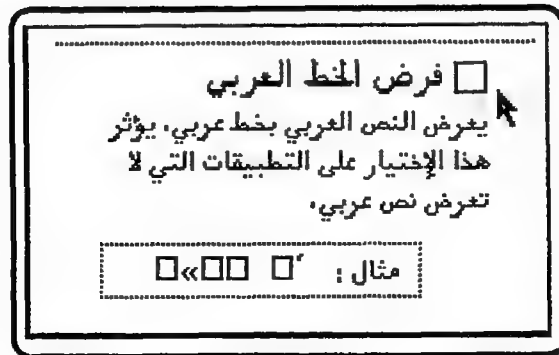 فرض الخط العربي
يعرض النص العربي بخط عربي. يؤثر
هذا الإختيار على التطبيقات التي لا
تعرض نص عربي.
مثال : ՛□ □□»□